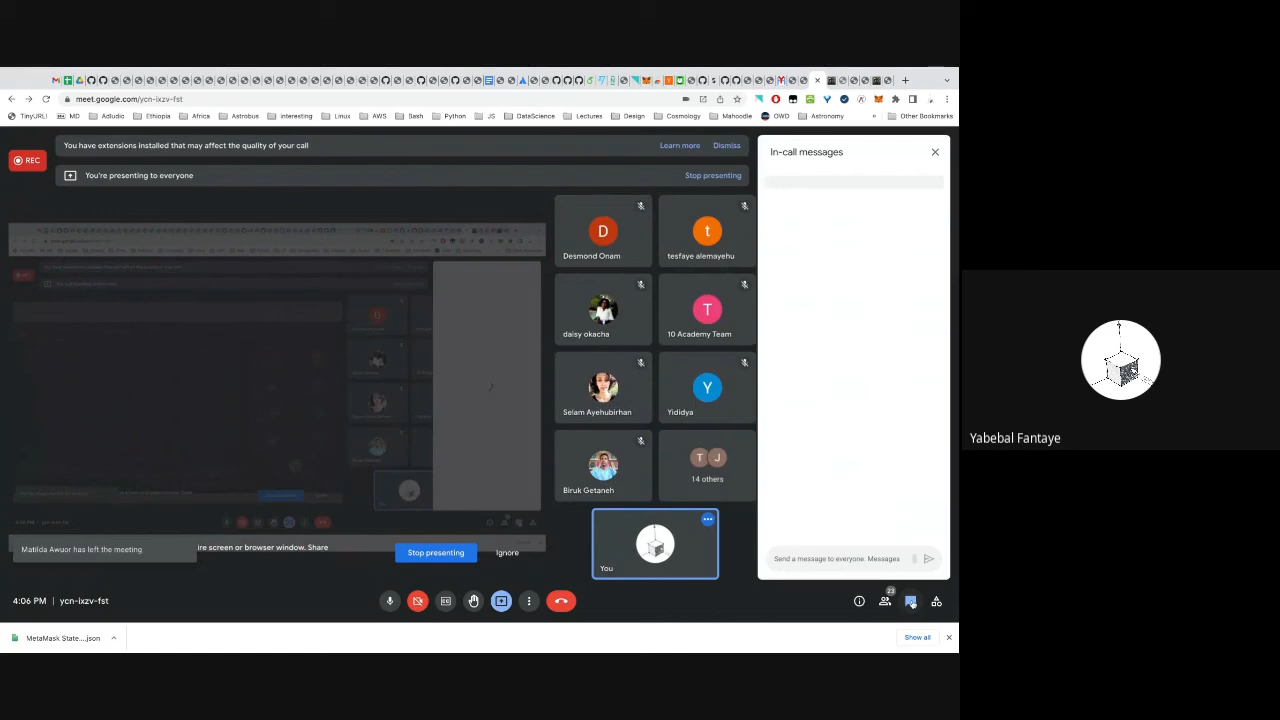 meet.google.com/ycn-ixzv-fst
TinyURL!
MD
Adludio
Ethiopia
Africa
Astrobus
interesting
Linux
AWS
Bash
Python
JS
DataScience
Lectures
Design
Cosmology
Mahoodle
OWD
Astronomy
»
Other Bookmarks
REC
You have extensions installed that may affect the quality of your call
Learn more
Dismiss
You're presenting to everyone
Stop presenting
In-call messages
D
Desmond Onam
t
tesfaye alemayehu
daisy okacha
T
10 Academy Team
Selam Ayehubirhan
Y
Yididya
Biruk Getaneh
T J
14 others
You
Matilda Awuor has left the meeting
ire screen or browser window. Share
Stop presenting
Ignore
Send a message to everyone. Messages
4:06 PM | ycn-ixzv-fst
23
MetaMask State....json
Show all
Yabebal Fantaye